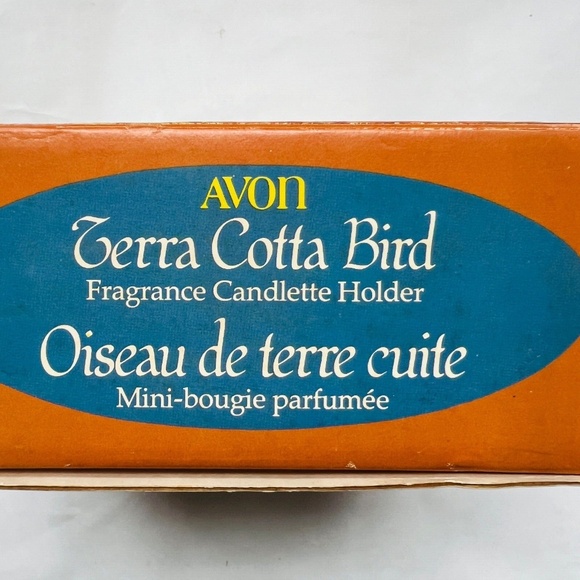 AVON
Terra Cotta Bird
Fragrance Candlette Holder
Oiseau de terre cuite
Mini-bougie parfumée